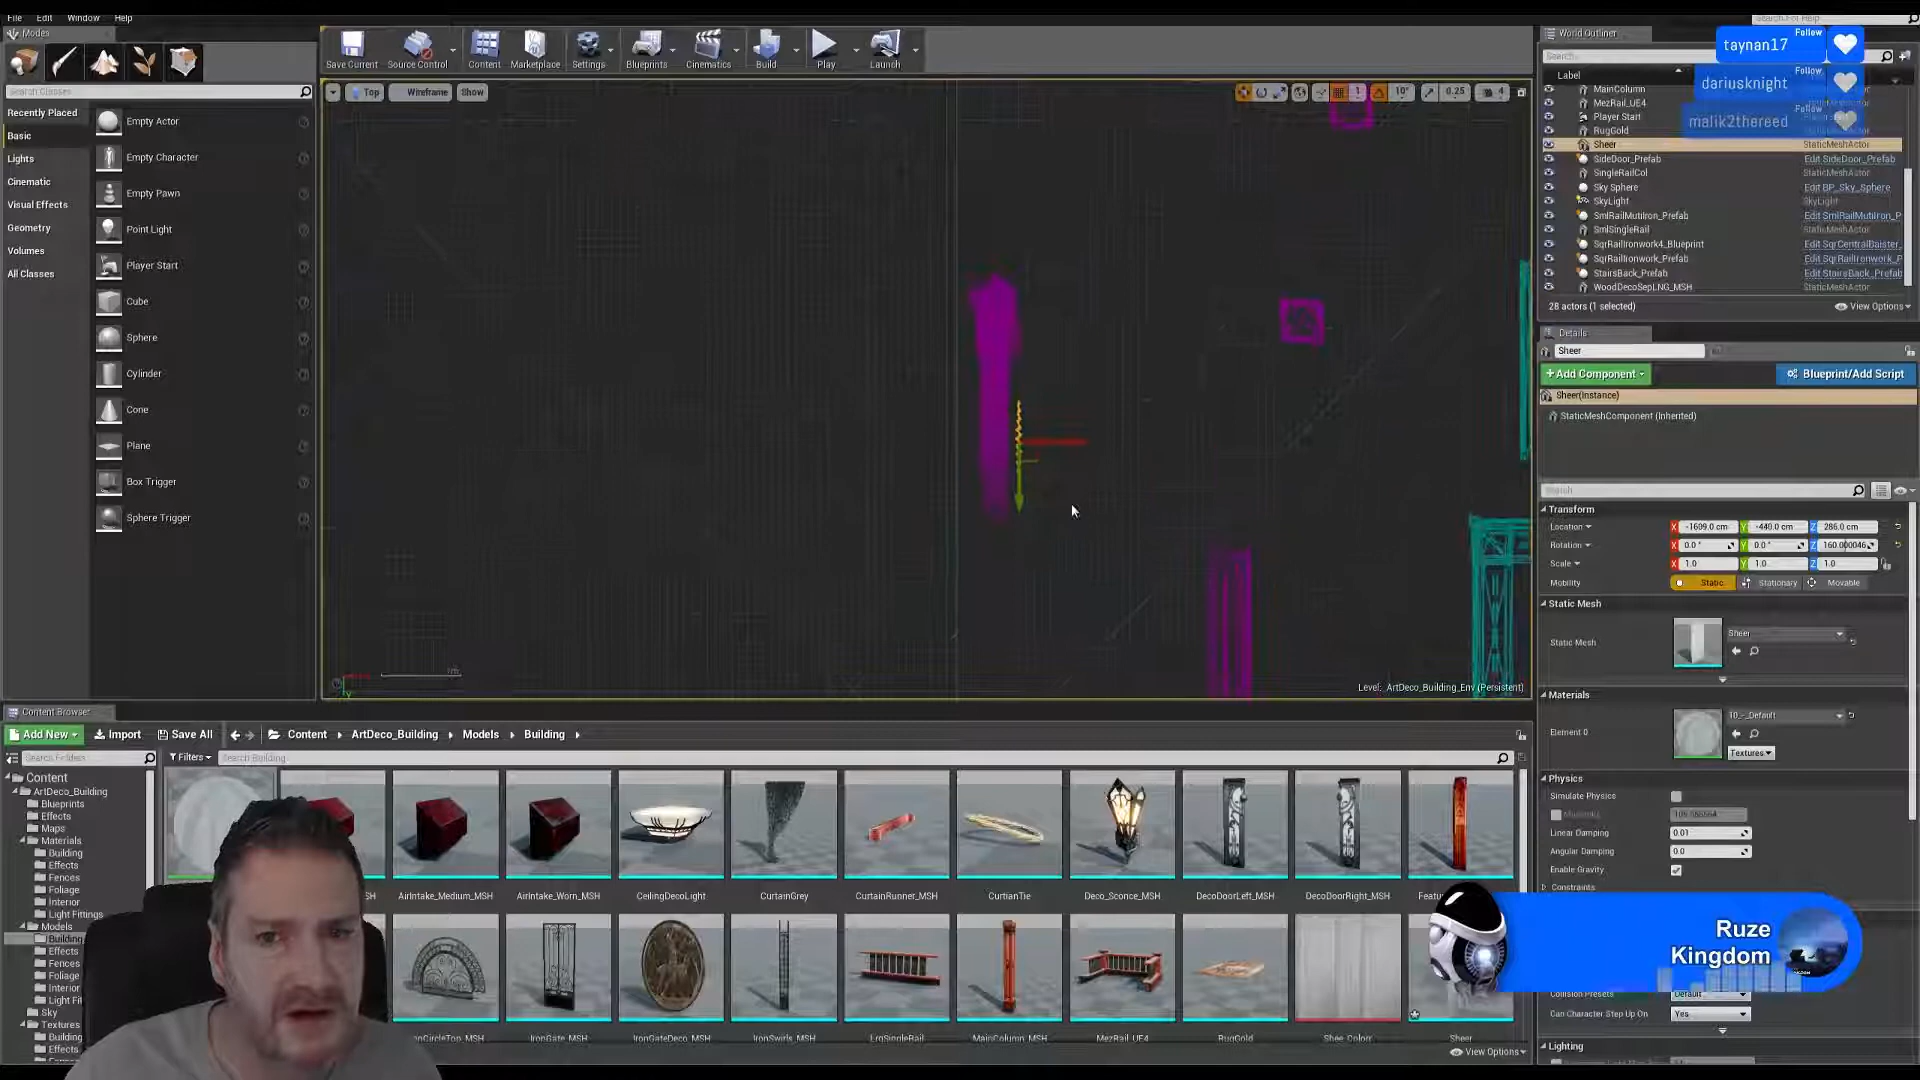 File Edit Window Help
Search For Help
Modes
Search Classes
Recently Placed
Basic
Lights
Cinematic
Visual Effects
Geometry
Volumes
All Classes
Empty Actor
Empty Character
Empty Pawn
Point Light
Player Start
Cube
Sphere
Cylinder
Cone
Plane
Box Trigger
Sphere Trigger
Save Current
Source Control
Content
Marketplace
Settings
Blueprints
Cinematics
Build
Play
Launch
Top
Wireframe
Show
1
10°
0.25
4
Level: ArtDeco_Building_Env (Persistent)
World Outliner
Search...
Label
MainColumn
MezRail_UE4
Player Start
RugGold
Sheer StaticMeshActor
SideDoor_Prefab Edit SideDoor_Prefab
SingleRailCol StaticMeshActor
Sky Sphere Edit BP_Sky_Sphere
SkyLight SkyLight
SmlRailMutiIron_Prefab Edit SmlRailMutiIron_P
SmlSingleRail StaticMeshActor
SqrRailIronwork4_Blueprint Edit SqrCentralBalster_
SqrRailIronwork_Prefab Edit SqrRailIronwork_P
StairsBack_Prefab Edit StairsBack_Prefab
WoodDecoSepLNG_MSH StaticMeshActor
28 actors (1 selected)
View Options
taynan17
Follow
dariusknight
Follow
malik2thereed
Follow
Details
Sheer
+Add Component
Blueprint/Add Script
Sheer(Instance)
StaticMeshComponent (Inherited)
Search
Transform
Location X -1609.0 cm Y -440.0 cm Z 286.0 cm
Rotation X 0.0° Y 0.0° Z 160.000046
Scale X 1.0 Y 1.0 Z 1.0
Mobility Static Stationary Movable
Static Mesh
Static Mesh Sheer
Materials
Element 0 10_-_Default
Textures
Physics
Simulate Physics
Linear Damping 0.01
Angular Damping 0.0
Enable Gravity
Constraints
Ruze
Kingdom
Collision Presets Default
Can Character Step Up On Yes
Lighting
Content Browser
Add New
Import
Save All
Content
ArtDeco_Building
Models
Building
Search Folders
Filters
Search Building
Content
ArtDeco_Building
Blueprints
Effects
Maps
Materials
Building
Effects
Fences
Foliage
Interior
Light Fittings
Models
Building
Effects
Fences
Foliage
Interior
Light Fit
Sky
Textures
Building
Effects
AirIntake_Medium_MSH
AirIntake_Worn_MSH
CeilingDecoLight
CurtainGrey
CurtainRunner_MSH
CurtianTie
Deco_Sconce_MSH
DecoDoorLeft_MSH
DecoDoorRight_MSH
Featu
IronGate_MSH
IronGateDeco_MSH
IronSwirls_MSH
LrgSingleRail
MainColumn_MSH
MezRail_UE4
RugGold
Sheer
View Options